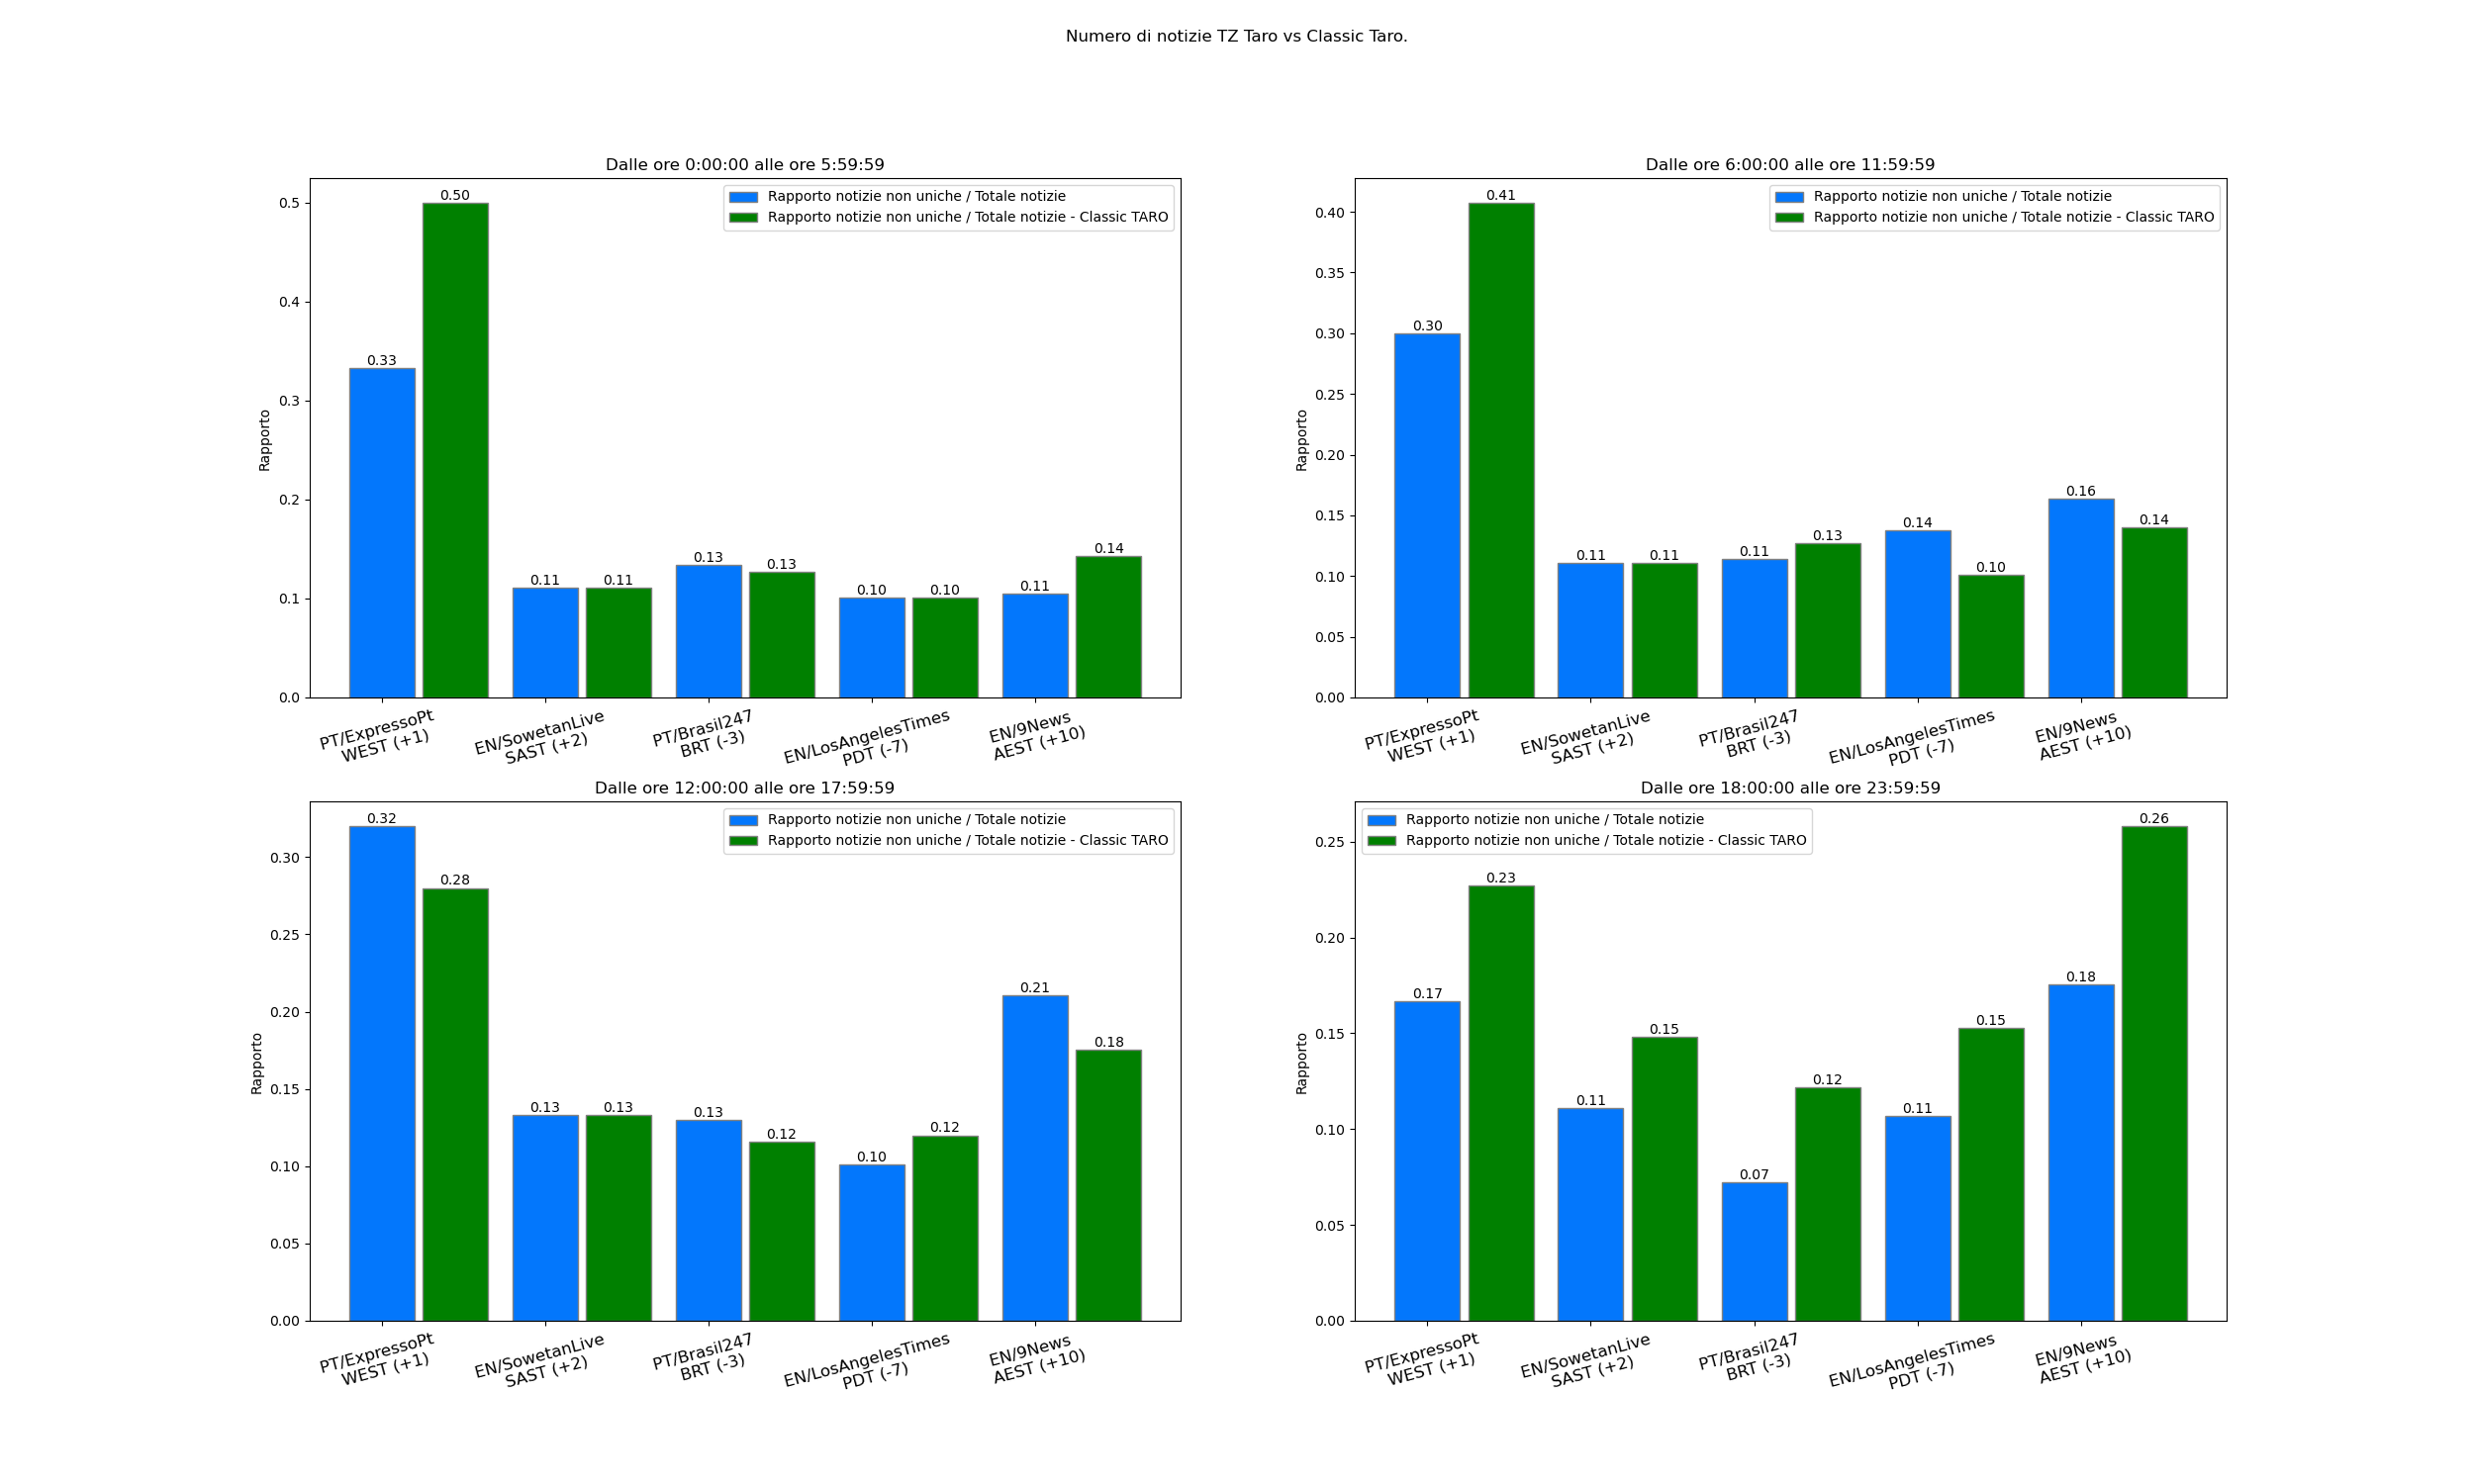 Numero di notizie TZ Taro vs Classic Taro.
Dalle ore 0:00:00 alle ore 5:59:59
Rapporto notizie non uniche / Totale notizie
Rapporto notizie non uniche / Totale notizie - Classic TARO
Rapporto
0.5
0.4
0.3
0.2
0.1
0.0
0.33
0.50
0.11
0.11
0.13
0.13
0.10
0.10
0.11
0.14
PT/ExpressoPt
WEST (+1)
EN/SowetanLive
SAST (+2)
PT/Brasil247
BRT (-3)
EN/LosAngelesTimes
PDT (-7)
EN/9News
AEST (+10)
Dalle ore 6:00:00 alle ore 11:59:59
Rapporto notizie non uniche / Totale notizie
Rapporto notizie non uniche / Totale notizie - Classic TARO
Rapporto
0.40
0.35
0.30
0.25
0.20
0.15
0.10
0.05
0.00
0.30
0.41
0.11
0.11
0.11
0.13
0.14
0.10
0.16
0.14
PT/ExpressoPt
WEST (+1)
EN/SowetanLive
SAST (+2)
PT/Brasil247
BRT (-3)
EN/LosAngelesTimes
PDT (-7)
EN/9News
AEST (+10)
Dalle ore 12:00:00 alle ore 17:59:59
Rapporto notizie non uniche / Totale notizie
Rapporto notizie non uniche / Totale notizie - Classic TARO
Rapporto
0.30
0.25
0.20
0.15
0.10
0.05
0.00
0.32
0.28
0.13
0.13
0.13
0.12
0.10
0.12
0.21
0.18
PT/ExpressoPt
WEST (+1)
EN/SowetanLive
SAST (+2)
PT/Brasil247
BRT (-3)
EN/LosAngelesTimes
PDT (-7)
EN/9News
AEST (+10)
Dalle ore 18:00:00 alle ore 23:59:59
Rapporto notizie non uniche / Totale notizie
Rapporto notizie non uniche / Totale notizie - Classic TARO
Rapporto
0.25
0.20
0.15
0.10
0.05
0.00
0.17
0.23
0.11
0.15
0.07
0.12
0.11
0.15
0.18
0.26
PT/ExpressoPt
WEST (+1)
EN/SowetanLive
SAST (+2)
PT/Brasil247
BRT (-3)
EN/LosAngelesTimes
PDT (-7)
EN/9News
AEST (+10)